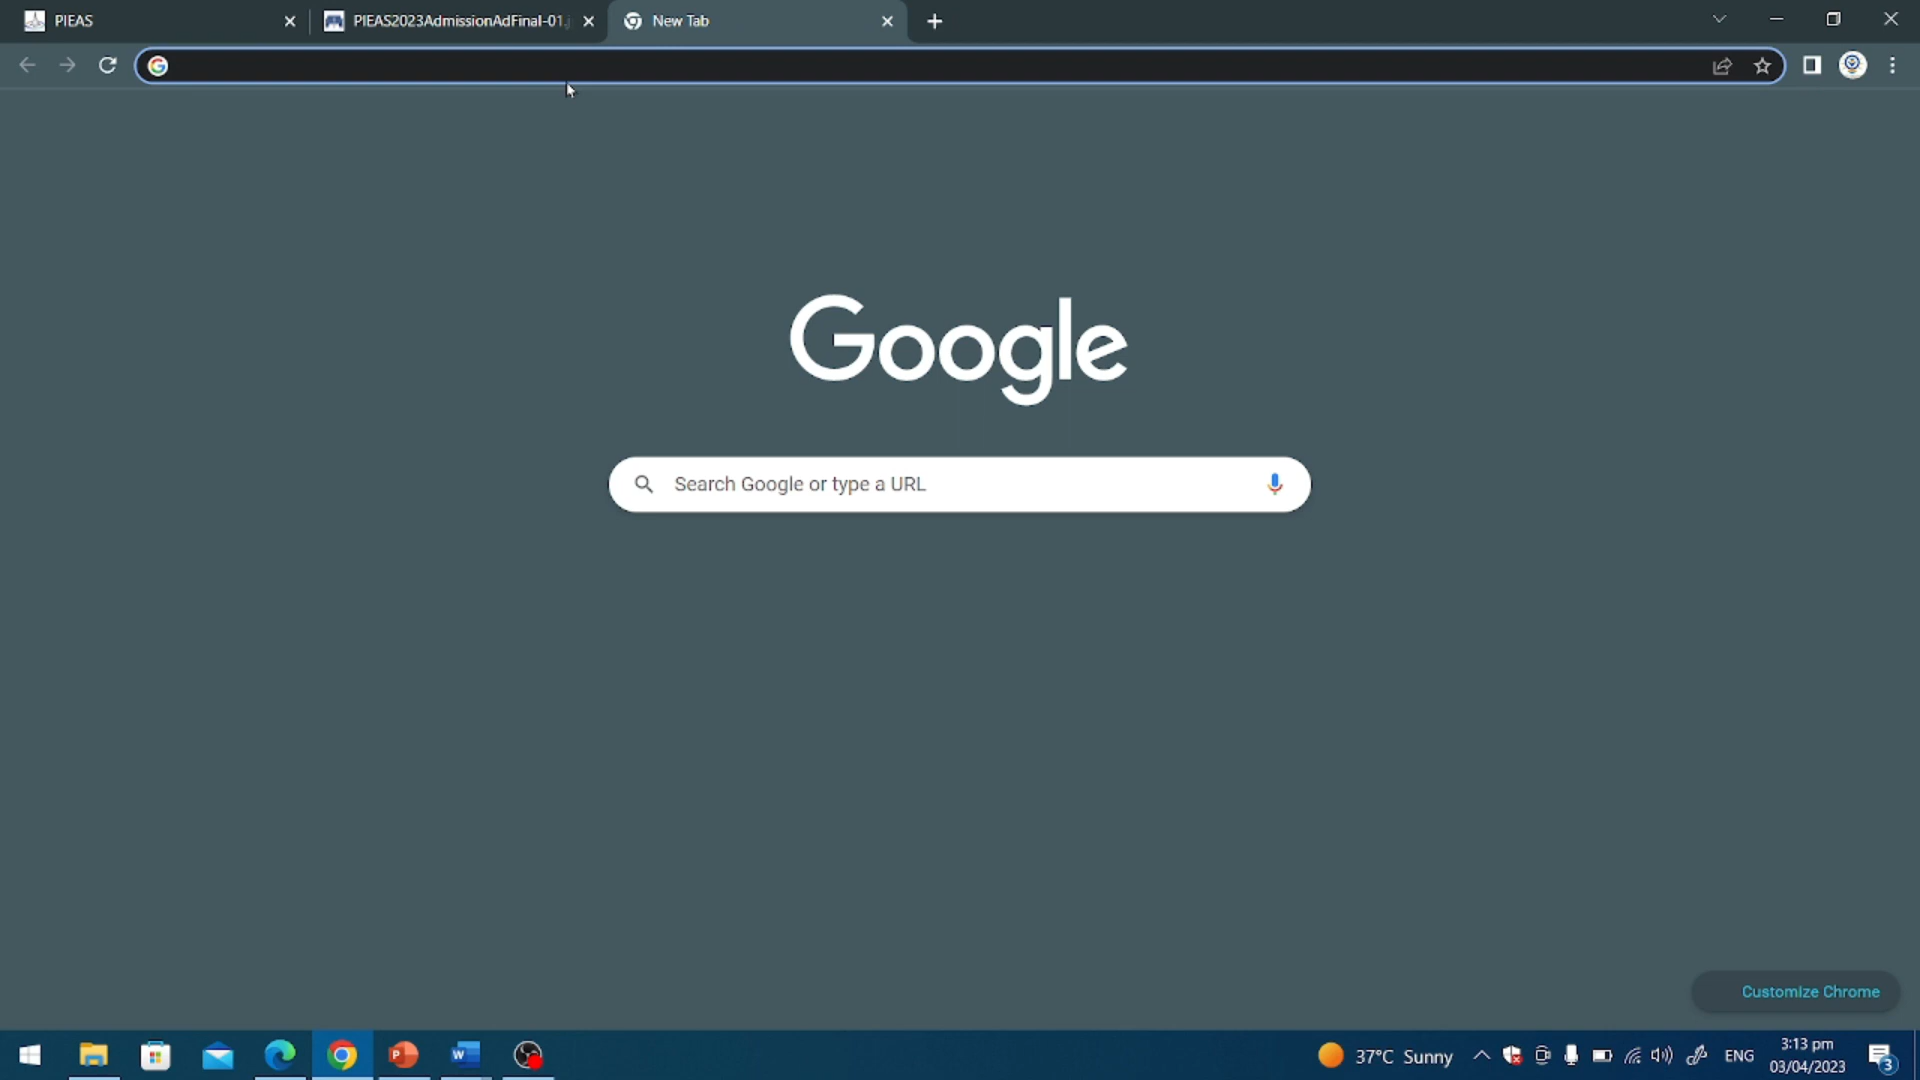 PIEAS
PIEAS2023AdmissionAdFinal-01.j
New Tab
Google
Search Google or type a URL
Customize Chrome
37°C Sunny
ENG
3:13 pm
03/04/2023
3